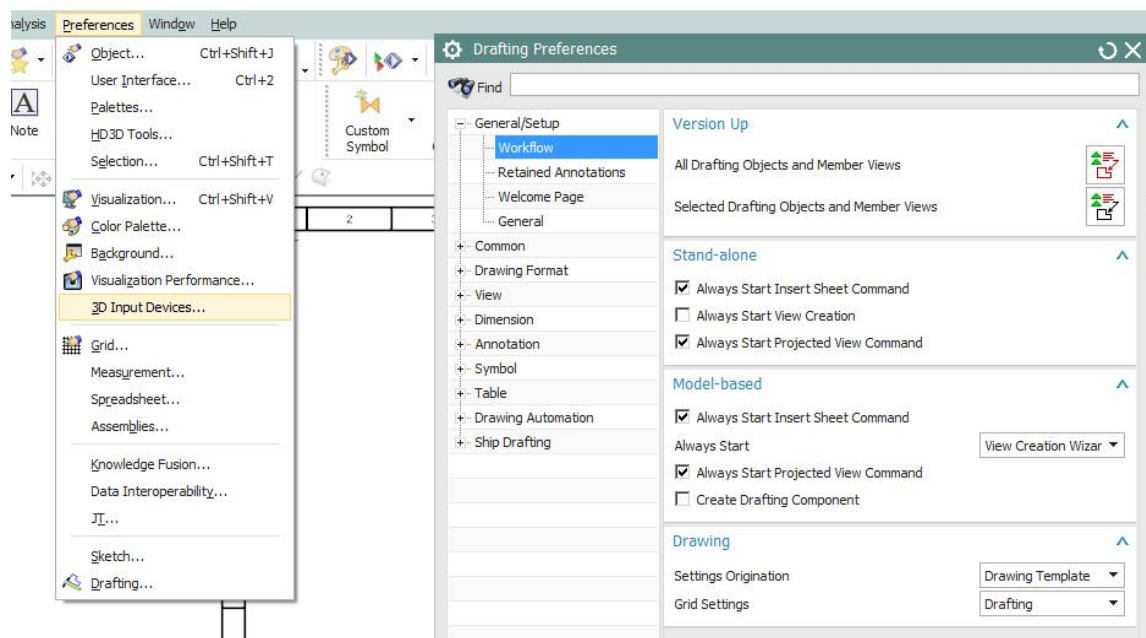 nalysis Preferences Window Help
Object... Ctrl+Shift+J
User Interface... Ctrl+2
Palettes...
HD3D Tools...
Selection... Ctrl+Shift+T
Visualization... Ctrl+Shift+V
Color Palette...
Background...
Visualization Performance...
3D Input Devices...
Grid...
Measurement...
Spreadsheet...
Assemblies...
Knowledge Fusion...
Data Interoperability...
JT...
Sketch...
Drafting...
A
Note
Custom
Symbol
2
Drafting Preferences
Find
General/Setup
Workflow
Retained Annotations
Welcome Page
General
Common
Drawing Format
View
Dimension
Annotation
Symbol
Table
Drawing Automation
Ship Drafting
Version Up
All Drafting Objects and Member Views
Selected Drafting Objects and Member Views
Stand-alone
Always Start Insert Sheet Command
Always Start View Creation
Always Start Projected View Command
Model-based
Always Start Insert Sheet Command
Always Start View Creation Wizar
Always Start Projected View Command
Create Drafting Component
Drawing
Settings Origination Drawing Template
Grid Settings Drafting